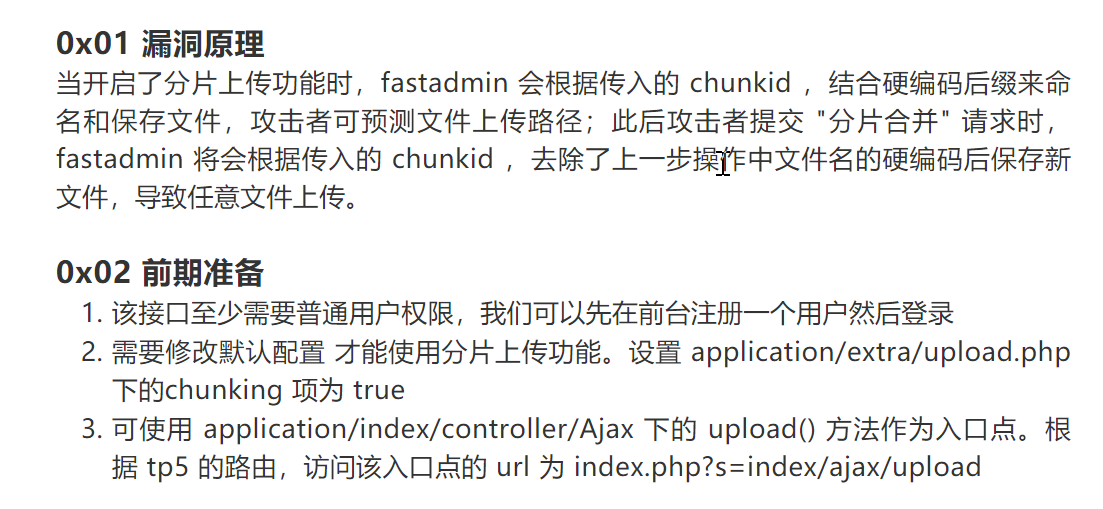 0x01 漏洞原理
当开启了分片上传功能时，fastadmin 会根据传入的 chunkid ，结合硬编码后缀来命
名和保存文件，攻击者可预测文件上传路径；此后攻击者提交 "分片合并" 请求时，
fastadmin 将会根据传入的 chunkid ，去除了上一步操作中文件名的硬编码后保存新
文件，导致任意文件上传。
0x02 前期准备
1. 该接口至少需要普通用户权限，我们可以先在前台注册一个用户然后登录
2. 需要修改默认配置 才能使用分片上传功能。设置 application/extra/upload.php
下的chunking 项为 true
3. 可使用 application/index/controller/Ajax 下的 upload() 方法作为入口点。根
据 tp5 的路由，访问该入口点的 url 为 index.php?s=index/ajax/upload